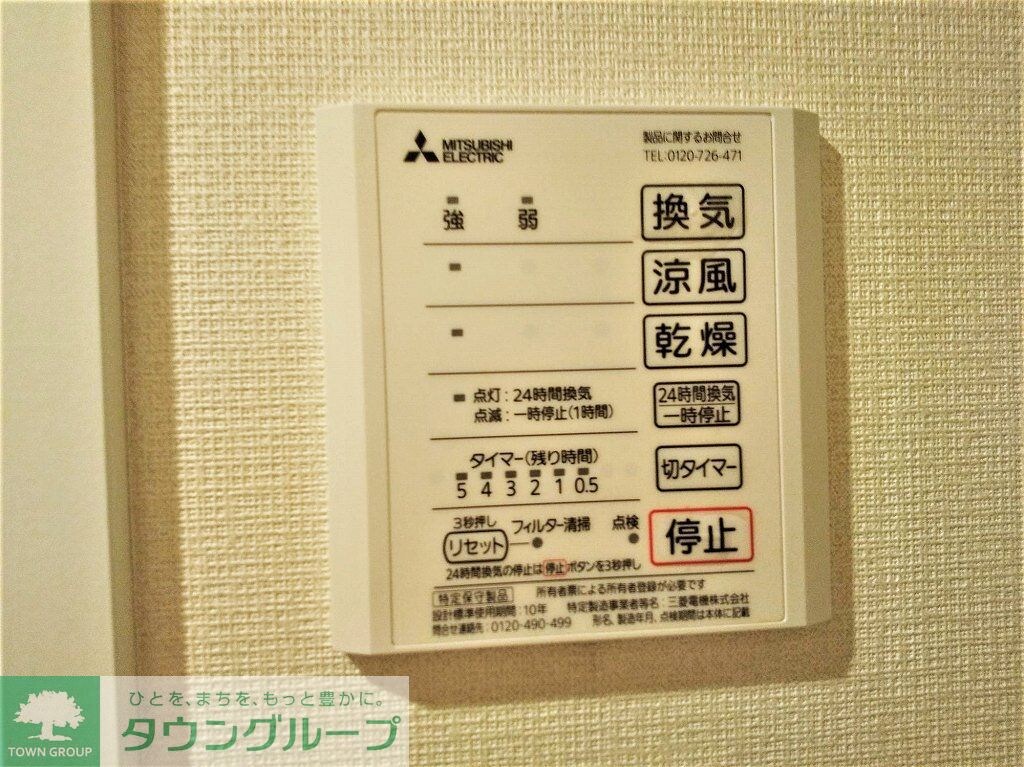 MITSUBISHI
ELECTRIC
製品に関するお問合せ
TEL:0120-726-471
強 弱
換気
涼風
乾燥
点灯：24時間換気
点滅：一時停止(1時間)
24時間換気
一時停止
タイマー(残り時間)
5 4 3 2 1 0.5
切タイマー
3秒押し
リセット フィルター清掃 点検
停止
24時間換気の停止は停止ボタンを3秒押し
特定保守製品 所有者票による所有者登録が必要です
設計標準使用期間：10年 特定製造事業者等名：三菱電機株式会社
問合せ連絡先：0120-490-499 形名、製造年月、点検期間は本体に記載
ひとを、まちを、もっと豊かに。
タウングループ
TOWN GROUP